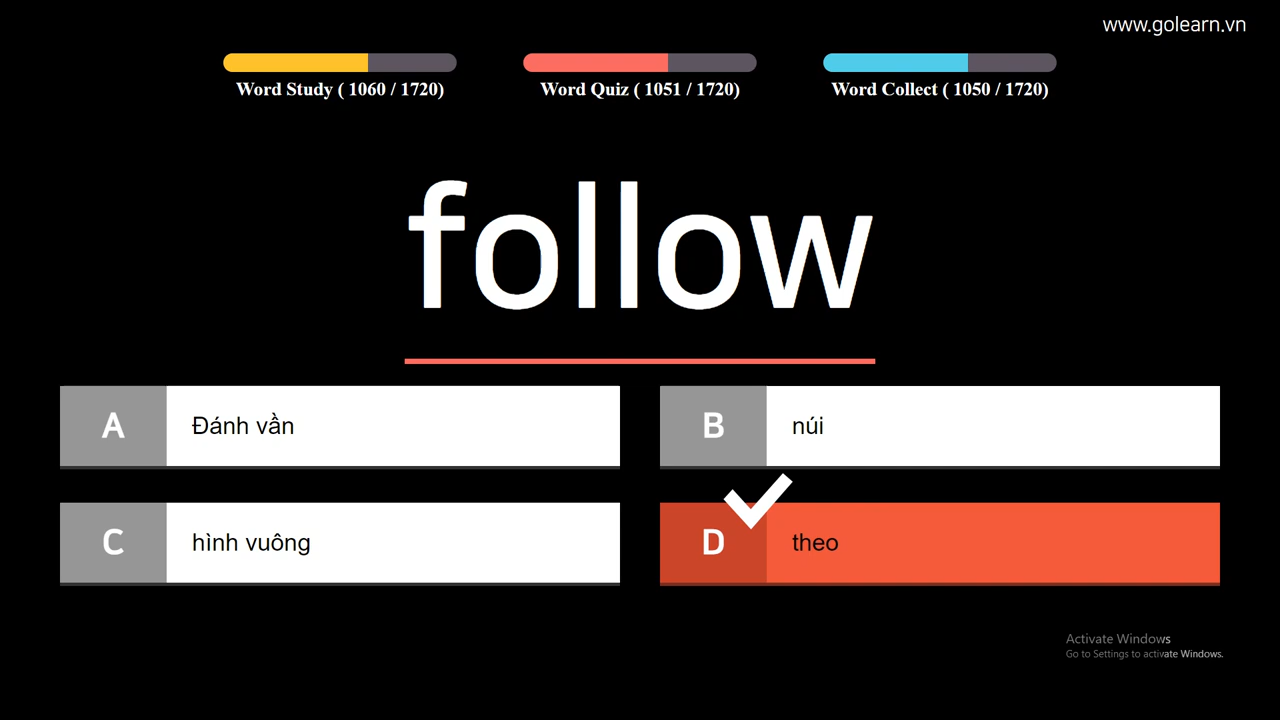 www.golearn.vn
Word Study ( 1060 / 1720)
Word Quiz ( 1051 / 1720)
Word Collect ( 1050 / 1720)
follow
A Đánh vần
B núi
C hình vuông
D theo
Activate Windows
Go to Settings to activate Windows.